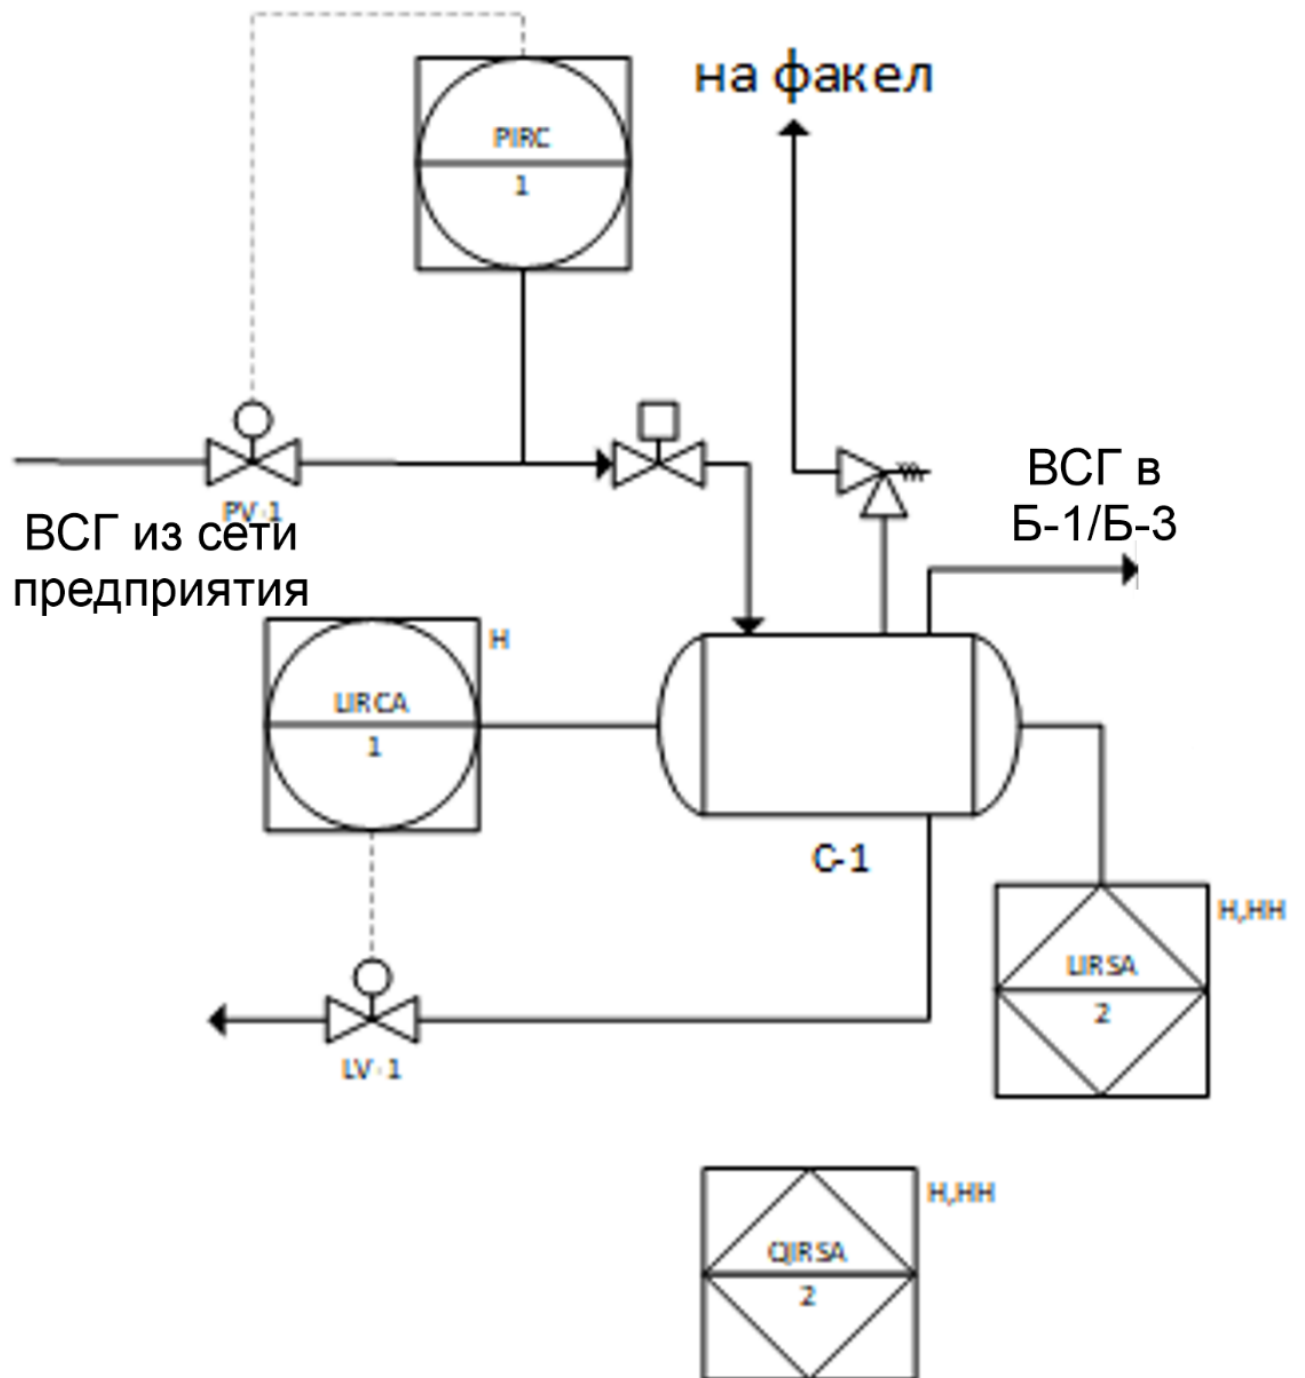 на факел
PIRC
1
PV-1
ВСГ из сети
предприятия
ВСГ в
Б-1/Б-3
H
LIRCA
1
C-1
H,HH
LIRSA
2
LV-1
H,HH
QIRSA
2